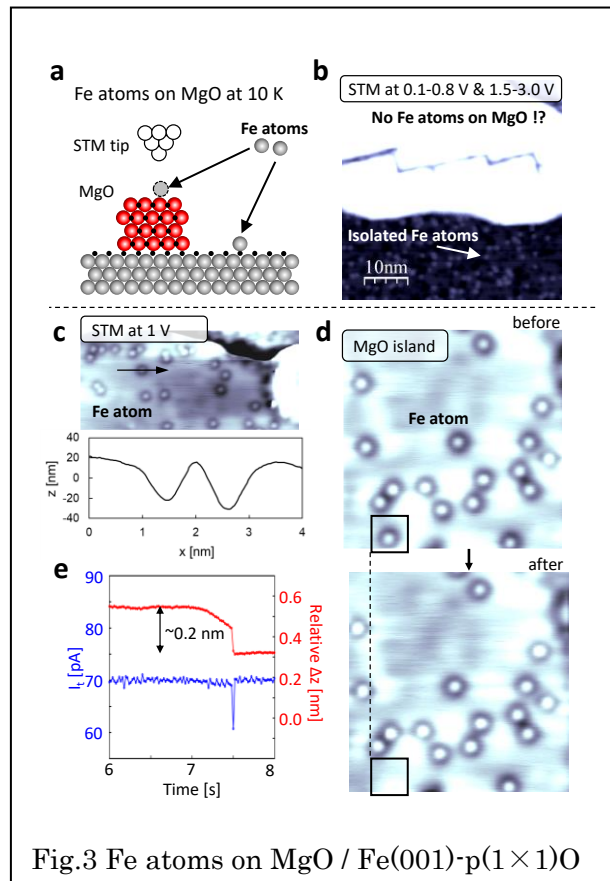 a
Fe atoms on MgO at 10 K
STM tip
Fe atoms
MgO
b
STM at 0.1-0.8 V & 1.5-3.0 V
No Fe atoms on MgO !?
Isolated Fe atoms
10nm
c
STM at 1 V
Fe atom
z [nm]
40
20
0
-20
-40
0
1
2
3
4
x [nm]
d
before
MgO island
Fe atom
after
e
It [pA]
90
80
70
60
~0.2 nm
0.6
0.4
0.2
0.0
Relative Δz [nm]
6
7
8
Time [s]
Fig.3 Fe atoms on MgO / Fe(001)-p(1×1)O